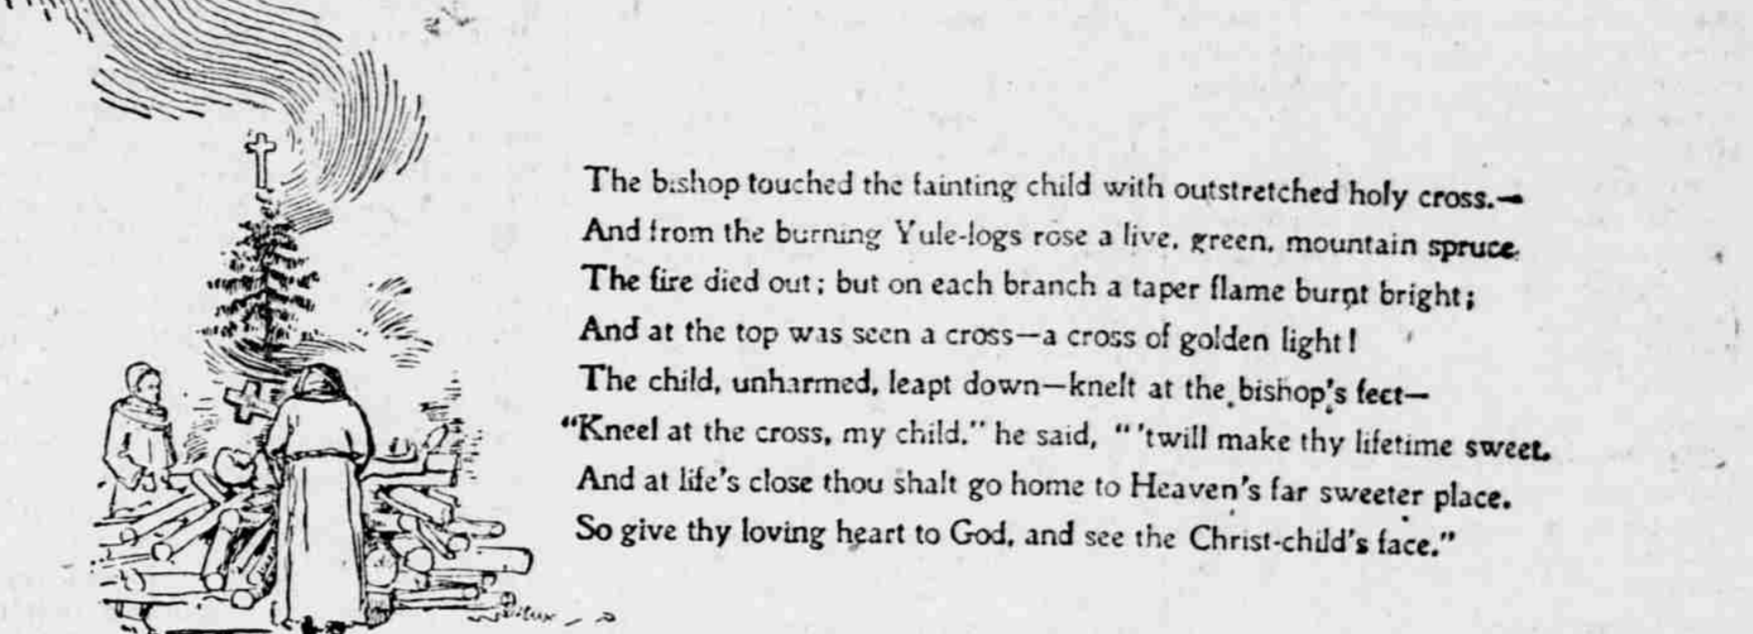 The bishop touched the fainting child with outstretched holy cross.—
And from the burning Yule-logs rose a live, green, mountain spruce.
The fire died out; but on each branch a taper flame burnt bright;
And at the top was seen a cross—a cross of golden light!
The child, unharmed, leapt down—knelt at the bishop's feet—
“Kneel at the cross, my child,” he said, “ 'twill make thy lifetime sweet.
And at life's close thou shalt go home to Heaven's far sweeter place.
So give thy loving heart to God, and see the Christ-child's face.”